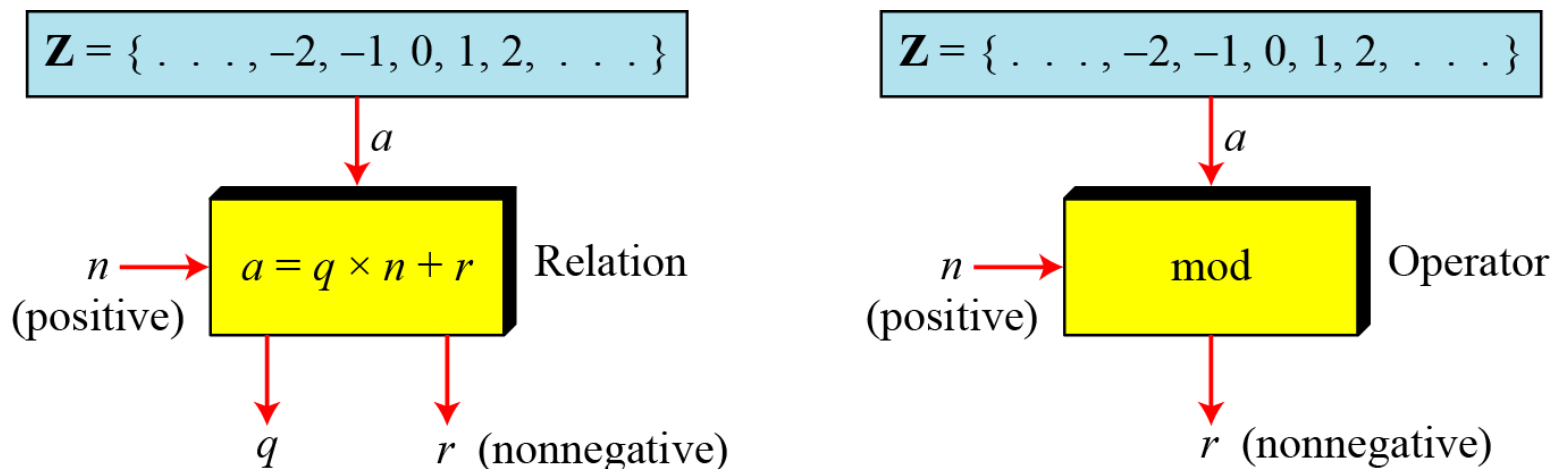 Z = { . . . , –2, –1, 0, 1, 2, . . . }
a
n
(positive)
a = q × n + r
Relation
q
r (nonnegative)
Z = { . . . , –2, –1, 0, 1, 2, . . . }
a
n
(positive)
mod
Operator
r (nonnegative)